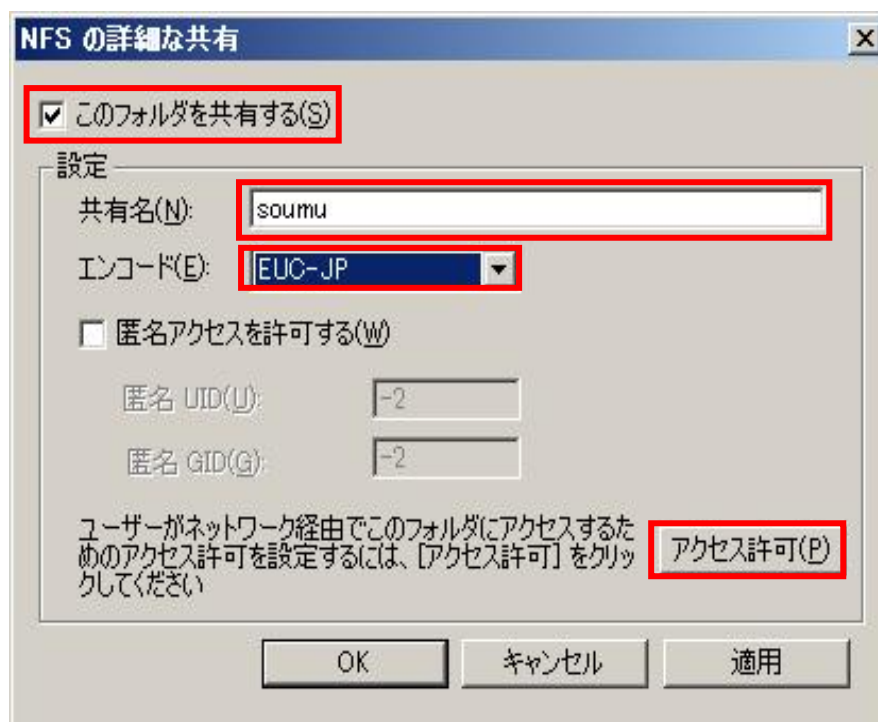 NFS の詳細な共有
このフォルダを共有する(S)
設定
共有名(N):
soumu
エンコード(E):
EUC-JP
匿名アクセスを許可する(W)
匿名 UID(U):
-2
匿名 GID(G):
-2
ユーザーがネットワーク経由でこのフォルダにアクセスするた
めのアクセス許可を設定するには、[アクセス許可] をクリッ
クしてください
アクセス許可(P)
OK
キャンセル
適用